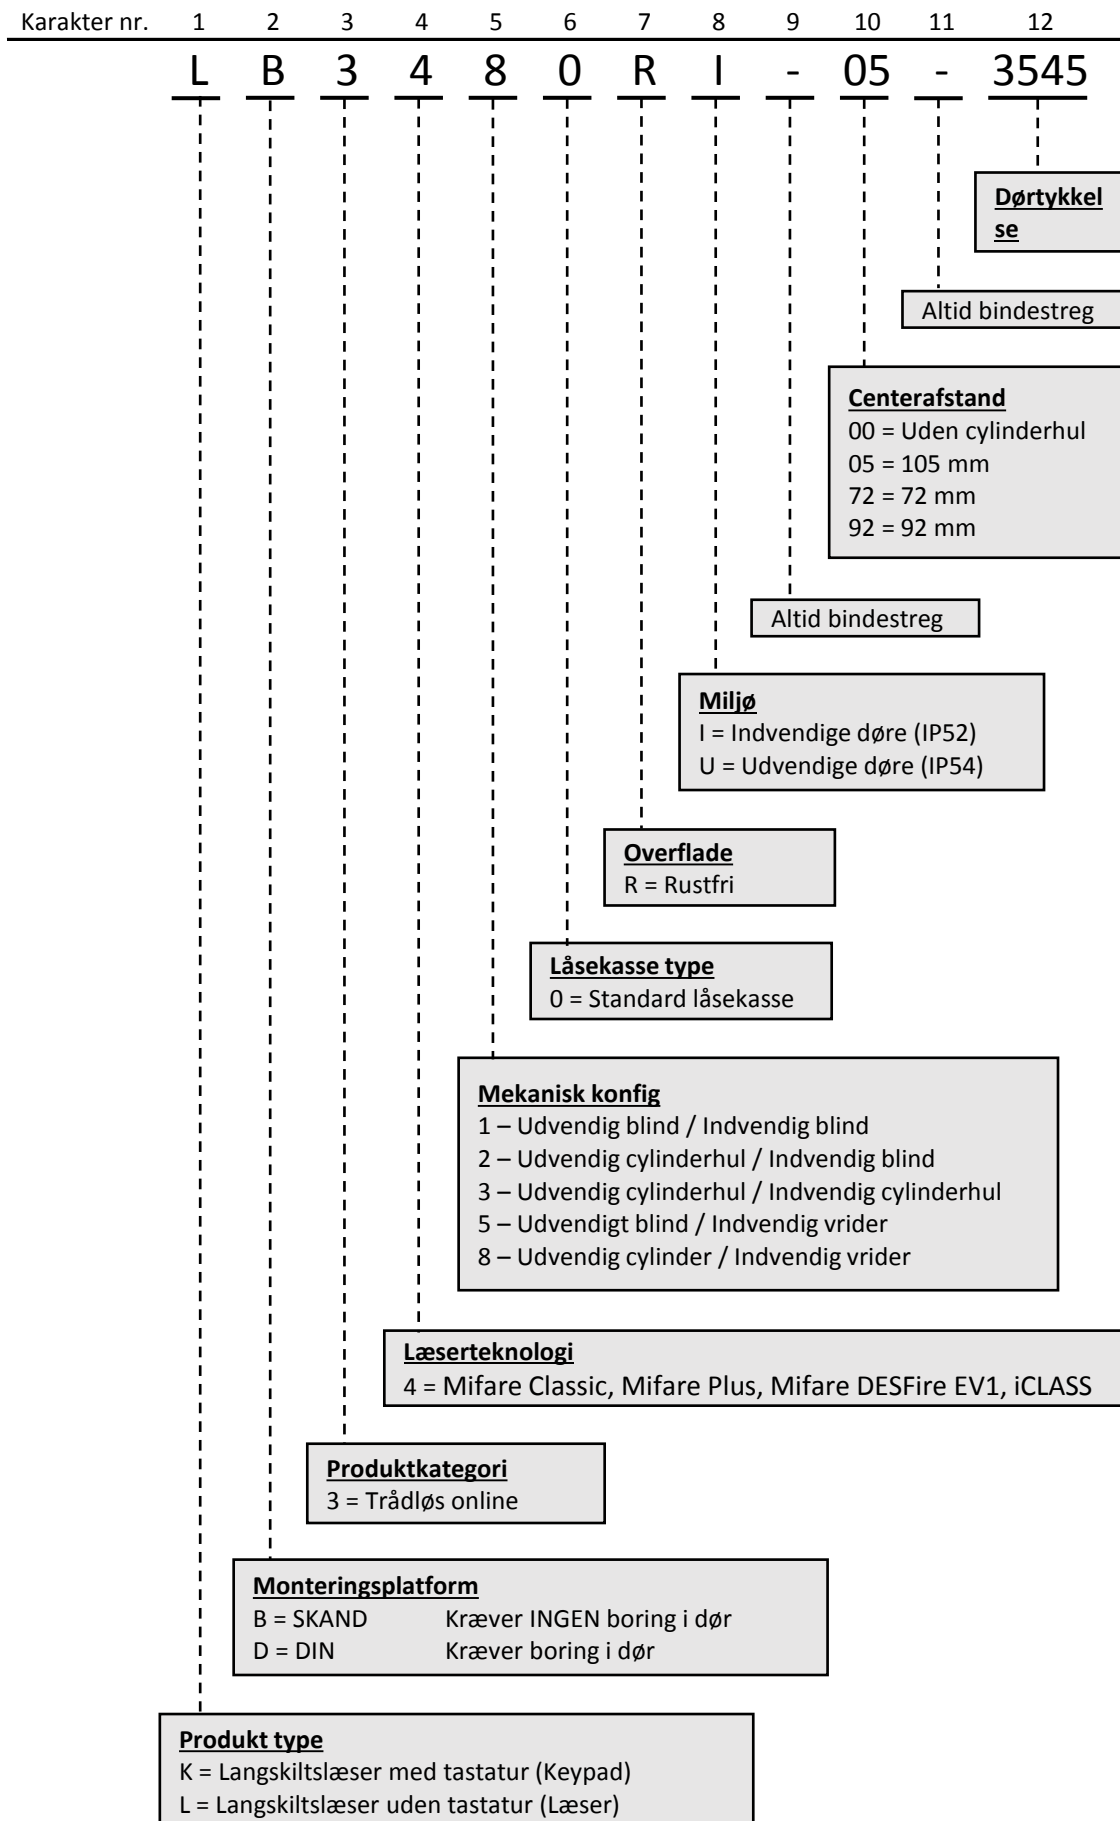 Karakter nr. 1 2 3 4 5 6 7 8 9 10 11 12
L B 3 4 8 0 R I - 05 - 3545
Dørtykkel
se
Altid bindestreg
Centerafstand
00 = Uden cylinderhul
05 = 105 mm
72 = 72 mm
92 = 92 mm
Altid bindestreg
Miljø
I = Indvendige døre (IP52)
U = Udvendige døre (IP54)
Overflade
R = Rustfri
Låsekasse type
0 = Standard låsekasse
Mekanisk konfig
1 – Udvendig blind / Indvendig blind
2 – Udvendig cylinderhul / Indvendig blind
3 – Udvendig cylinderhul / Indvendig cylinderhul
5 – Udvendigt blind / Indvendig vrider
8 – Udvendig cylinder / Indvendig vrider
Læserteknologi
4 = Mifare Classic, Mifare Plus, Mifare DESFire EV1, iCLASS
Produktkategori
3 = Trådløs online
Monteringsplatform
B = SKAND Kræver INGEN boring i dør
D = DIN Kræver boring i dør
Produkt type
K = Langskiltslæser med tastatur (Keypad)
L = Langskiltslæser uden tastatur (Læser)